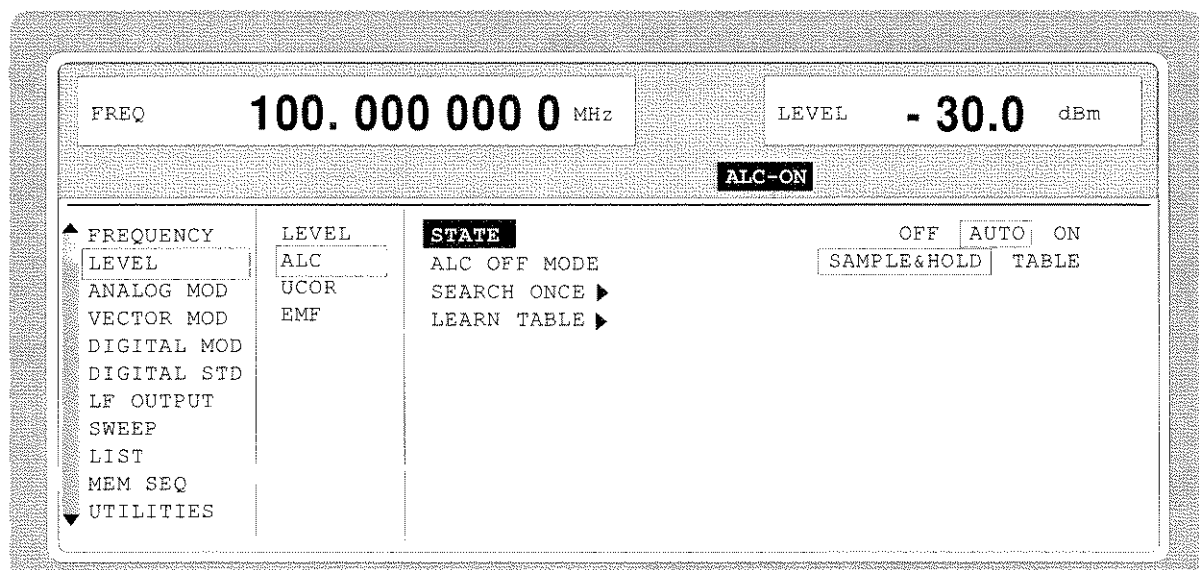 FREQ 100. 000 000 0 MHz LEVEL - 30.0 dBm
ALC-ON
FREQUENCY LEVEL STATE OFF AUTO ON
LEVEL ALC ALC OFF MODE SAMPLE&HOLD TABLE
ANALOG MOD UCOR SEARCH ONCE
VECTOR MOD EMF LEARN TABLE
DIGITAL MOD
DIGITAL STD
LF OUTPUT
SWEEP
LIST
MEM SEQ
UTILITIES